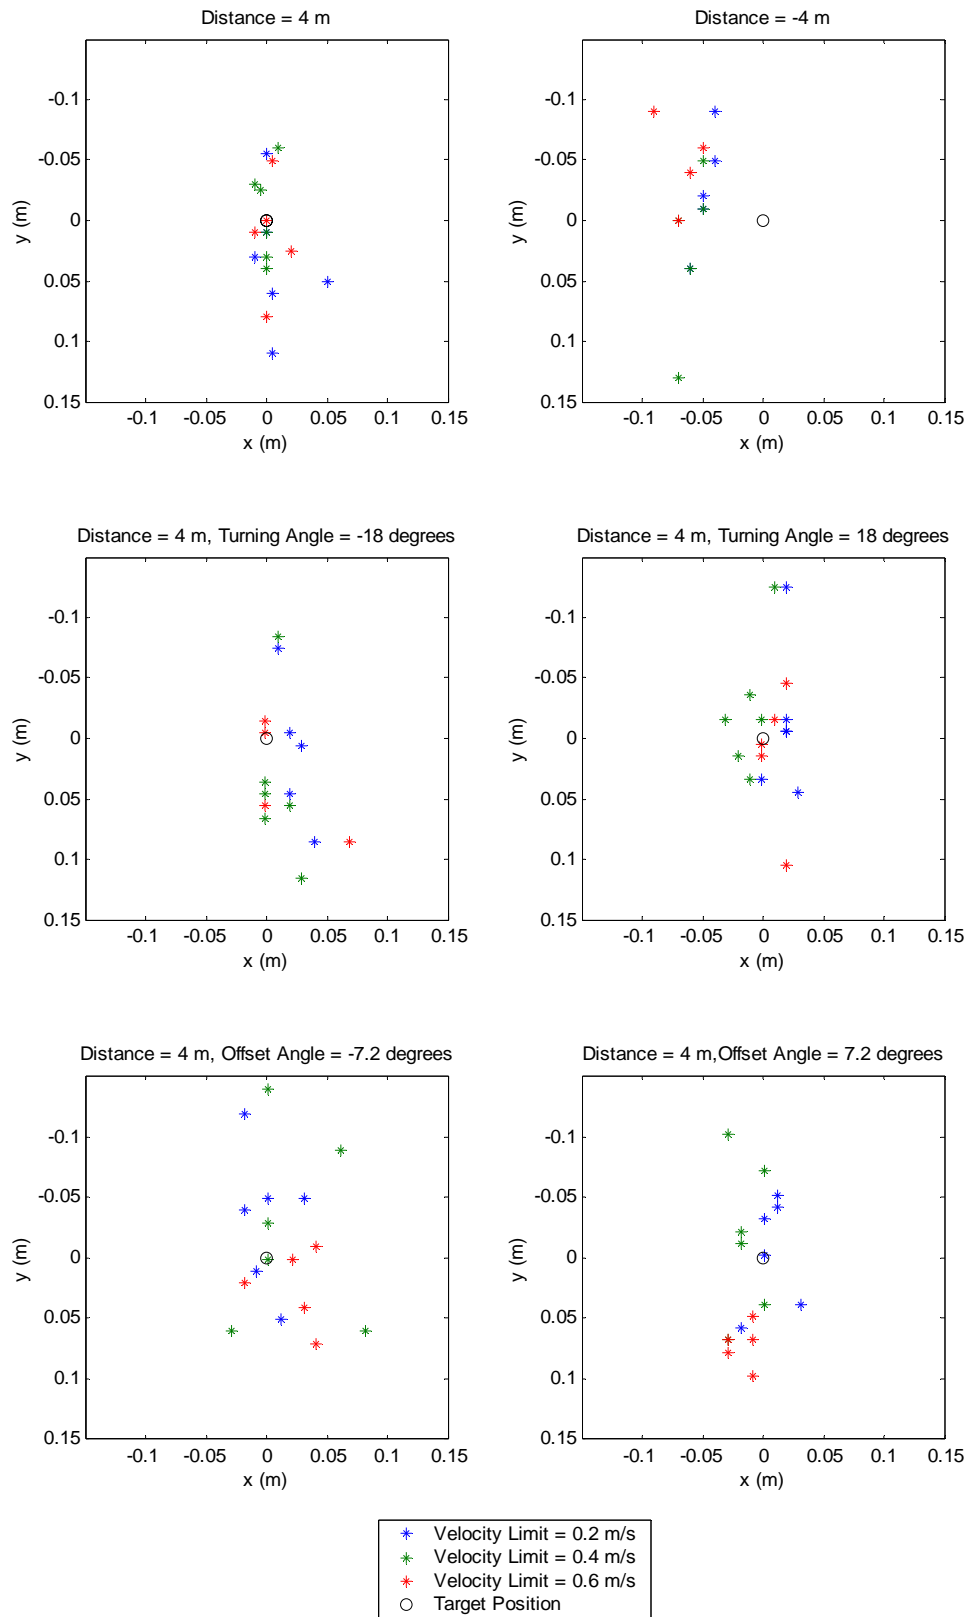 Distance = 4 m
-0.1
-0.05
0
0.05
0.1
0.15
y (m)
-0.1 -0.05 0 0.05 0.1 0.15
x (m)
Distance = -4 m
-0.1
-0.05
0
0.05
0.1
0.15
y (m)
-0.1 -0.05 0 0.05 0.1 0.15
x (m)
Distance = 4 m, Turning Angle = -18 degrees
-0.1
-0.05
0
0.05
0.1
0.15
y (m)
-0.1 -0.05 0 0.05 0.1 0.15
x (m)
Distance = 4 m, Turning Angle = 18 degrees
-0.1
-0.05
0
0.05
0.1
0.15
y (m)
-0.1 -0.05 0 0.05 0.1 0.15
x (m)
Distance = 4 m, Offset Angle = -7.2 degrees
-0.1
-0.05
0
0.05
0.1
0.15
y (m)
-0.1 -0.05 0 0.05 0.1 0.15
x (m)
Distance = 4 m,Offset Angle = 7.2 degrees
-0.1
-0.05
0
0.05
0.1
0.15
y (m)
-0.1 -0.05 0 0.05 0.1 0.15
x (m)
Velocity Limit = 0.2 m/s
Velocity Limit = 0.4 m/s
Velocity Limit = 0.6 m/s
Target Position